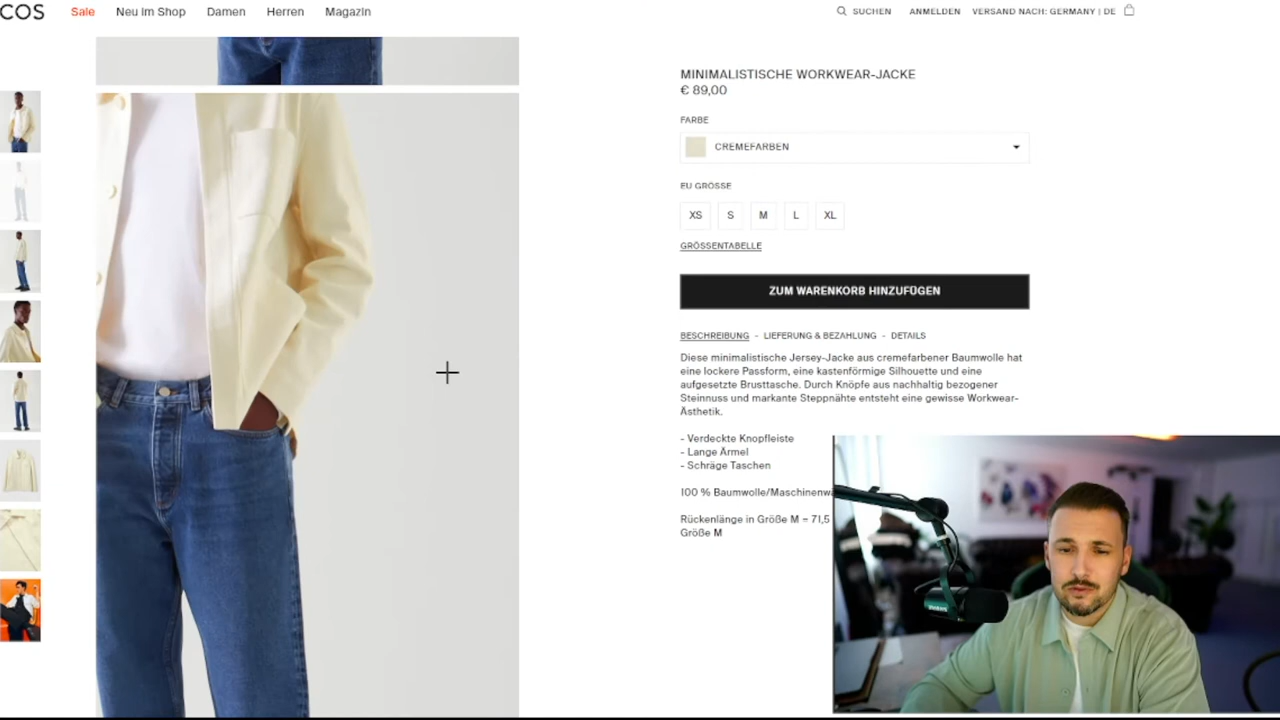 COS
Sale
Neu im Shop
Damen
Herren
Magazin
SUCHEN
ANMELDEN
VERSAND NACH: GERMANY | DE
MINIMALISTISCHE WORKWEAR-JACKE
€ 89,00
FARBE
CREMEFARBEN
EU GRÖSSE
XS S M L XL
GRÖSSENTABELLE
ZUM WARENKORB HINZUFÜGEN
BESCHREIBUNG - LIEFERUNG & BEZAHLUNG - DETAILS
Diese minimalistische Jersey-Jacke aus cremefarbener Baumwolle hat
eine lockere Passform, eine kastenförmige Silhouette und eine
aufgesetzte Brusttasche. Durch Knöpfe aus nachhaltig bezogener
Steinnuss und markante Steppnähte entsteht eine gewisse Workwear-
Ästhetik.
- Verdeckte Knopfleiste
- Lange Ärmel
- Schräge Taschen
100 % Baumwolle/Maschinenwä
Rückenlänge in Größe M = 71,5
Größe M